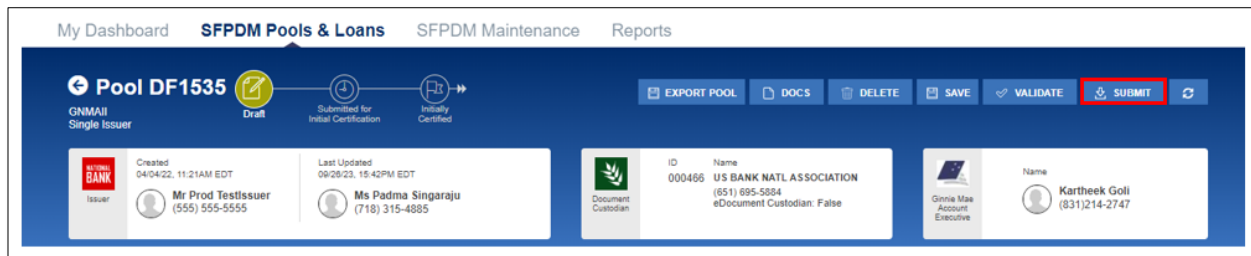 My Dashboard SFPDM Pools & Loans SFPDM Maintenance Reports
Pool DF1535
GNMAII
Single Issuer
Draft
Submitted for
Initial Certification
Initially
Certified
EXPORT POOL DOCS DELETE SAVE VALIDATE SUBMIT
NATIONAL
BANK
Issuer
Created
04/04/22, 11:21AM EDT
Mr Prod TestIssuer
(555) 555-5555
Last Updated
09/26/23, 15:42PM EDT
Ms Padma Singaraju
(718) 315-4885
Document
Custodian
ID Name
000466 US BANK NATL ASSOCIATION
(651) 695-5884
eDocument Custodian: False
Ginnie Mae
Account
Executive
Name
Kartheek Goli
(831)214-2747